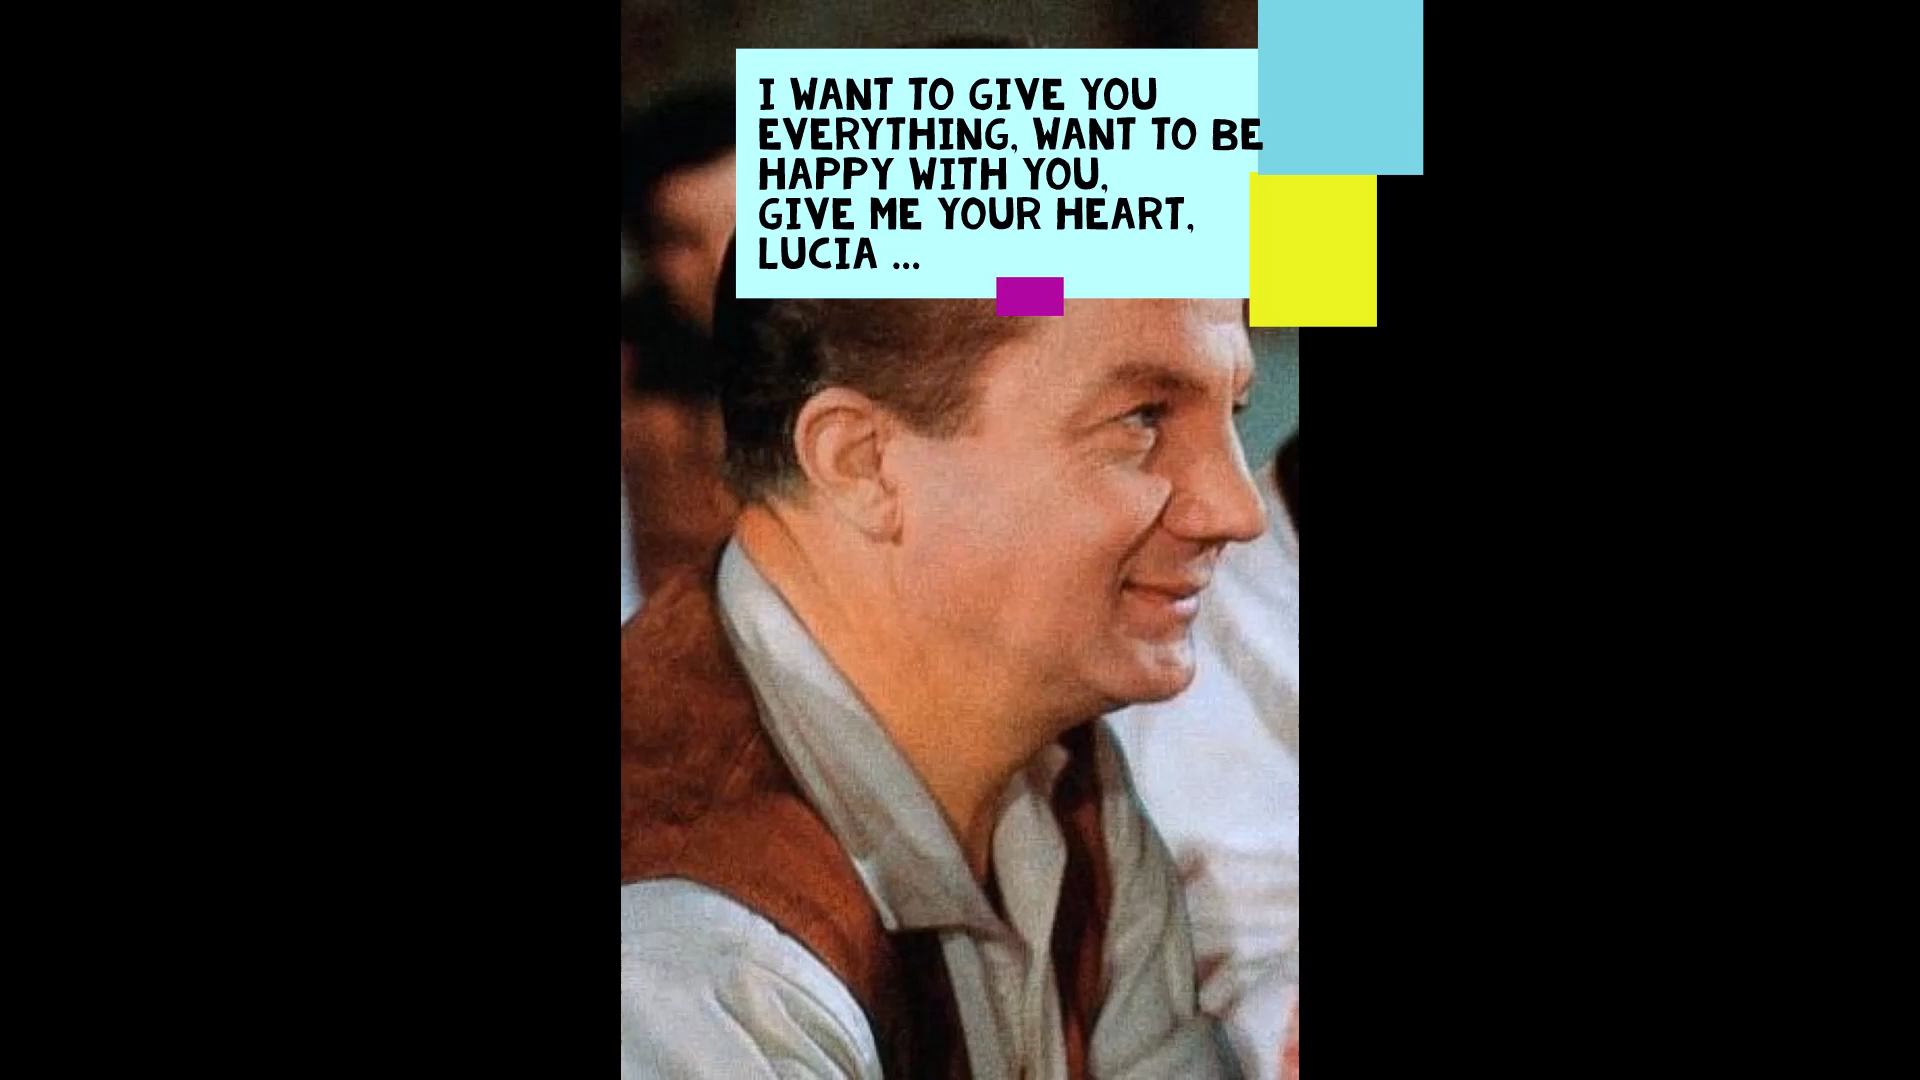 I WANT TO GIVE YOU
EVERYTHING, WANT TO BE
HAPPY WITH YOU,
GIVE ME YOUR HEART,
LUCIA ...